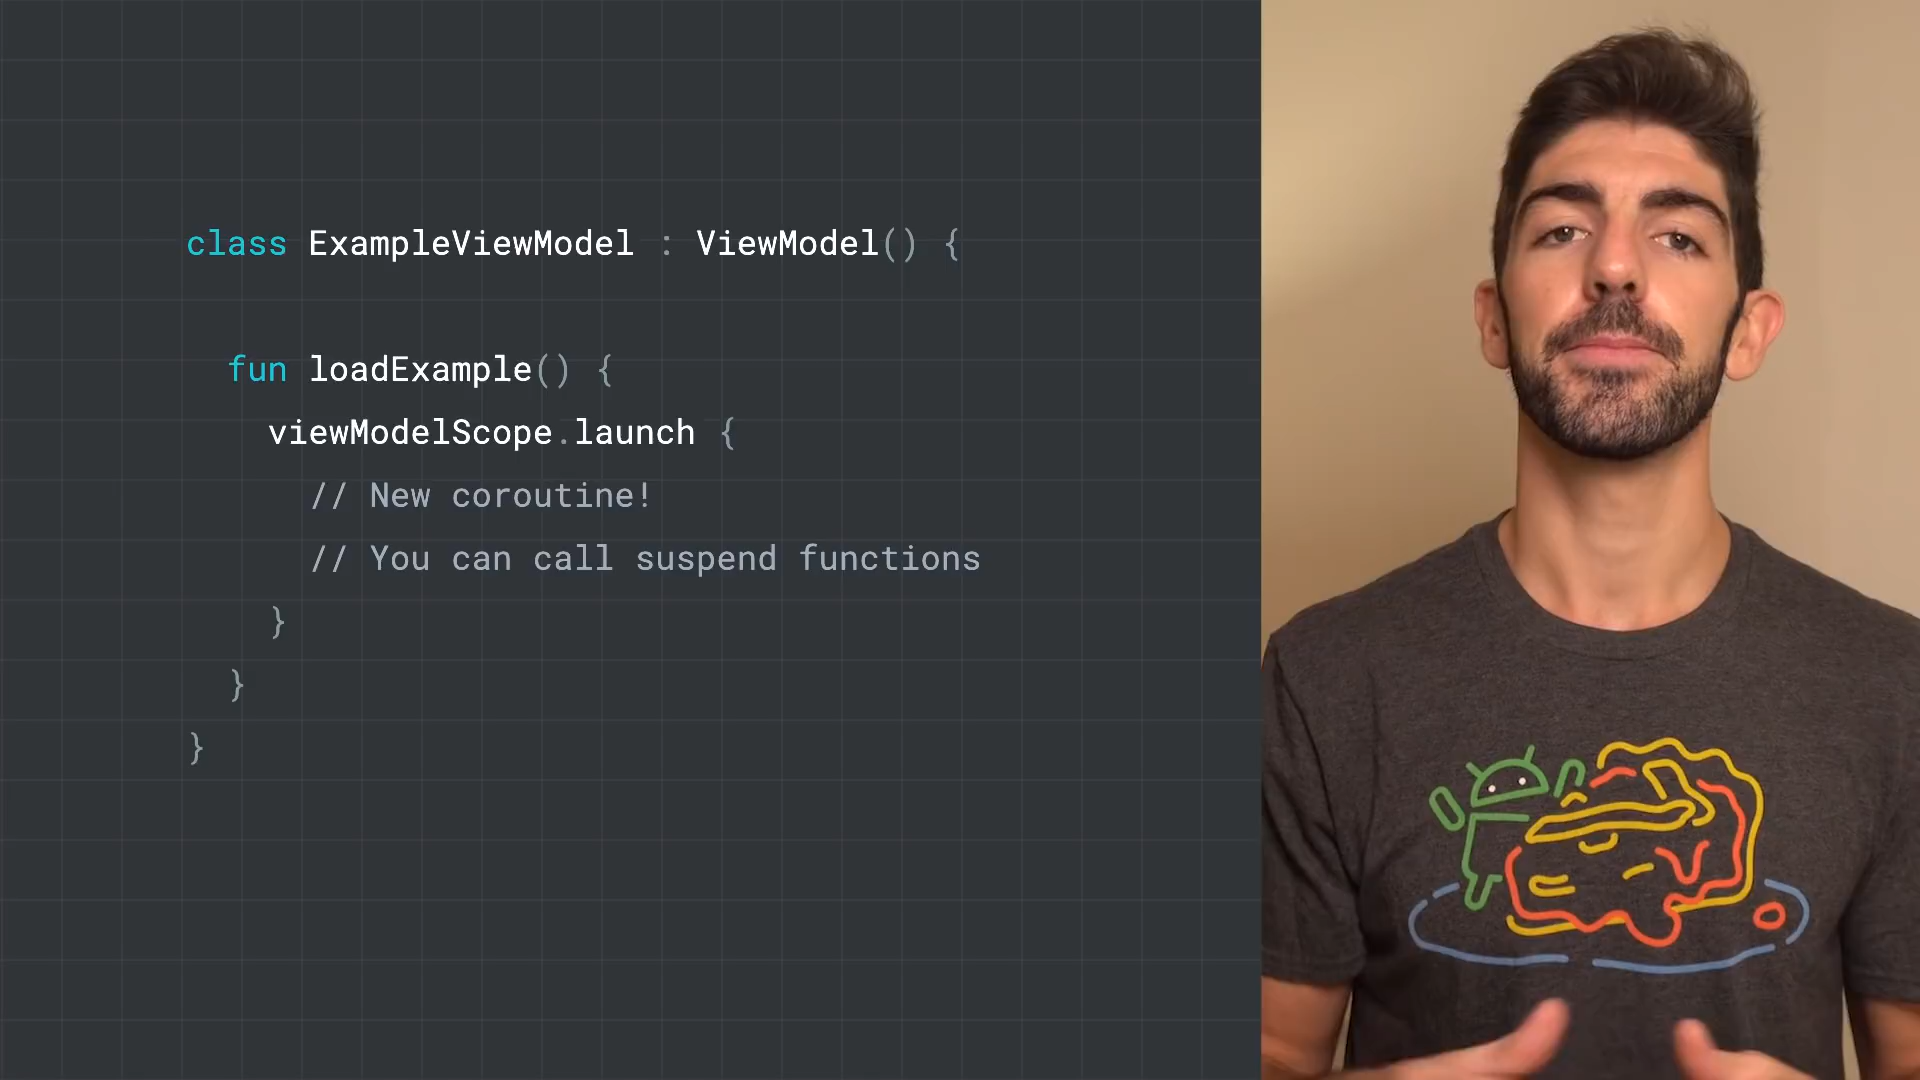 class ExampleViewModel : ViewModel() {
fun loadExample() {
viewModelScope.launch {
// New coroutine!
// You can call suspend functions
}
}
}